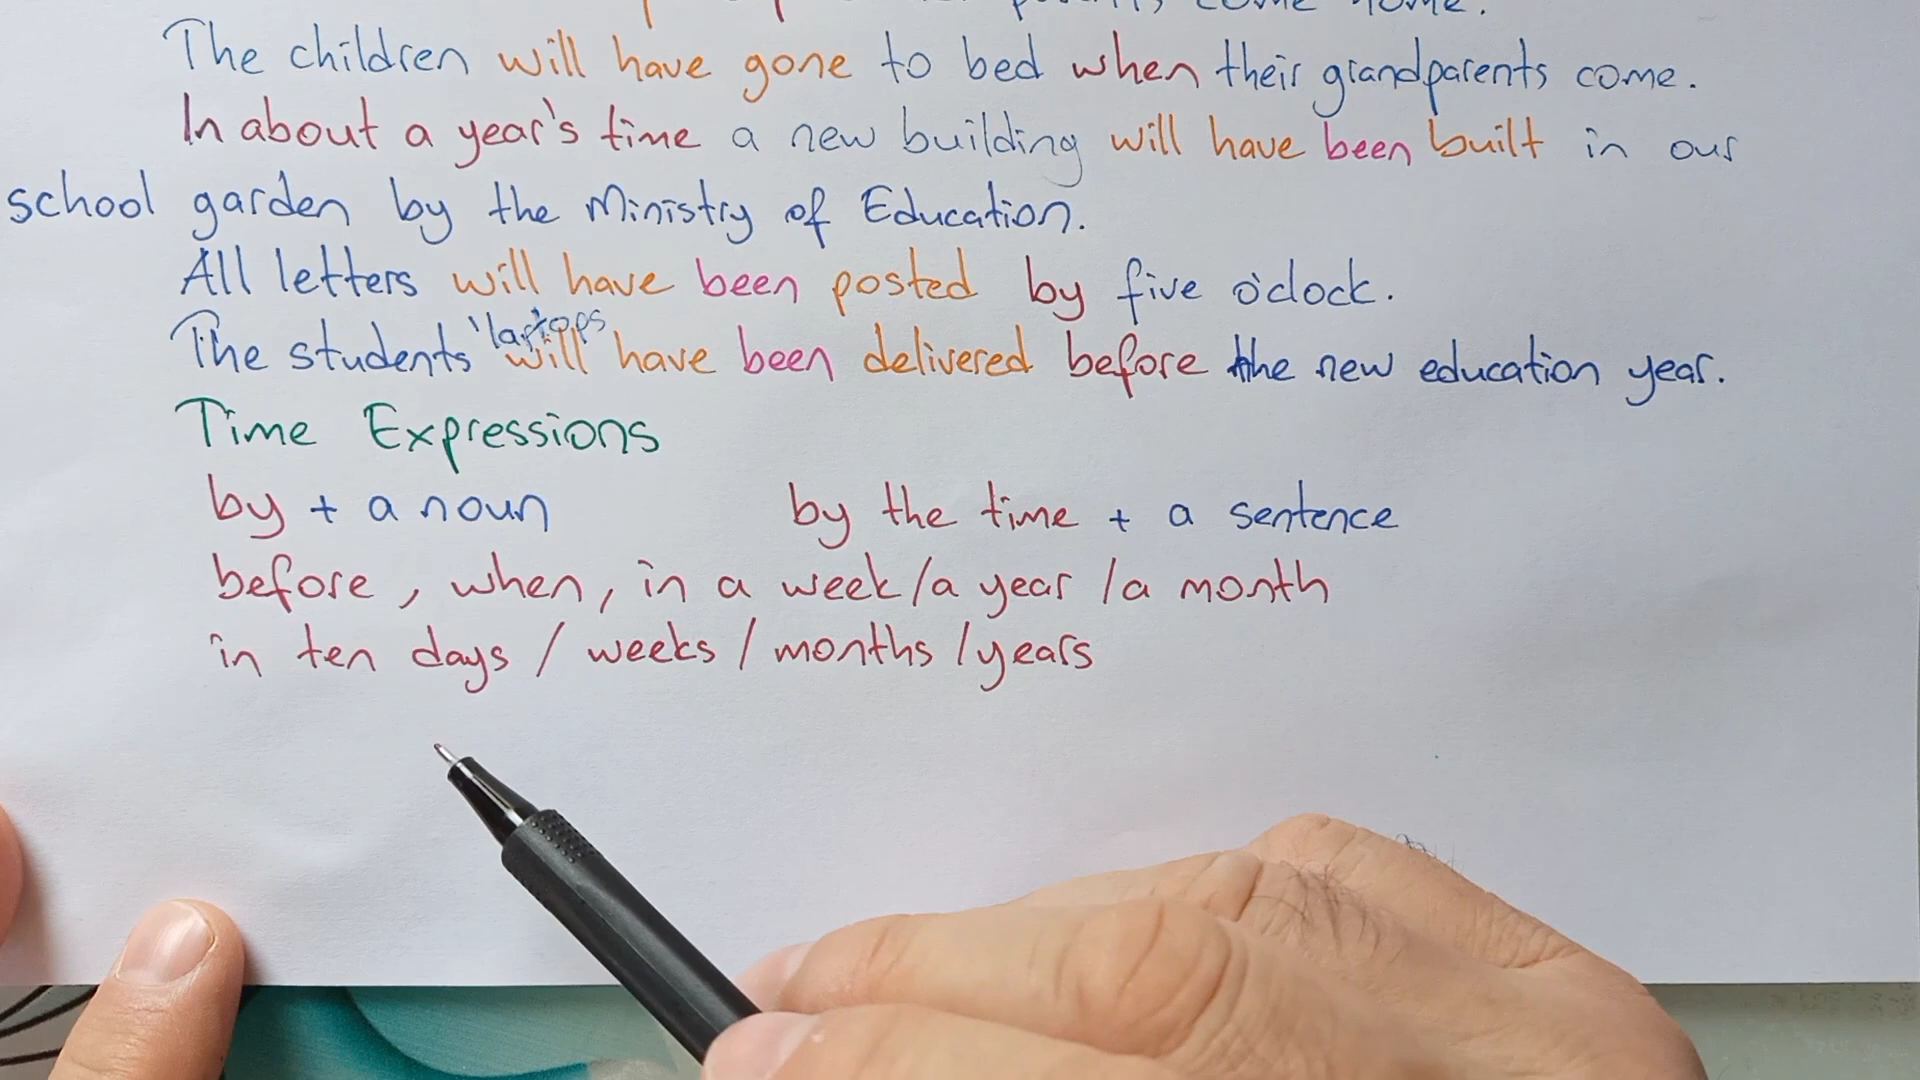 come home.
The children will have gone to bed when their grandparents come.
In about a year's time a new building will have been built in our
school garden by the Ministry of Education.
All letters will have been posted by five o'clock.
The students' laptops will have been delivered before the new education year.
Time Expressions
by + a noun by the time + a sentence
before, when, in a week/a year/a month
in ten days / weeks / months / years